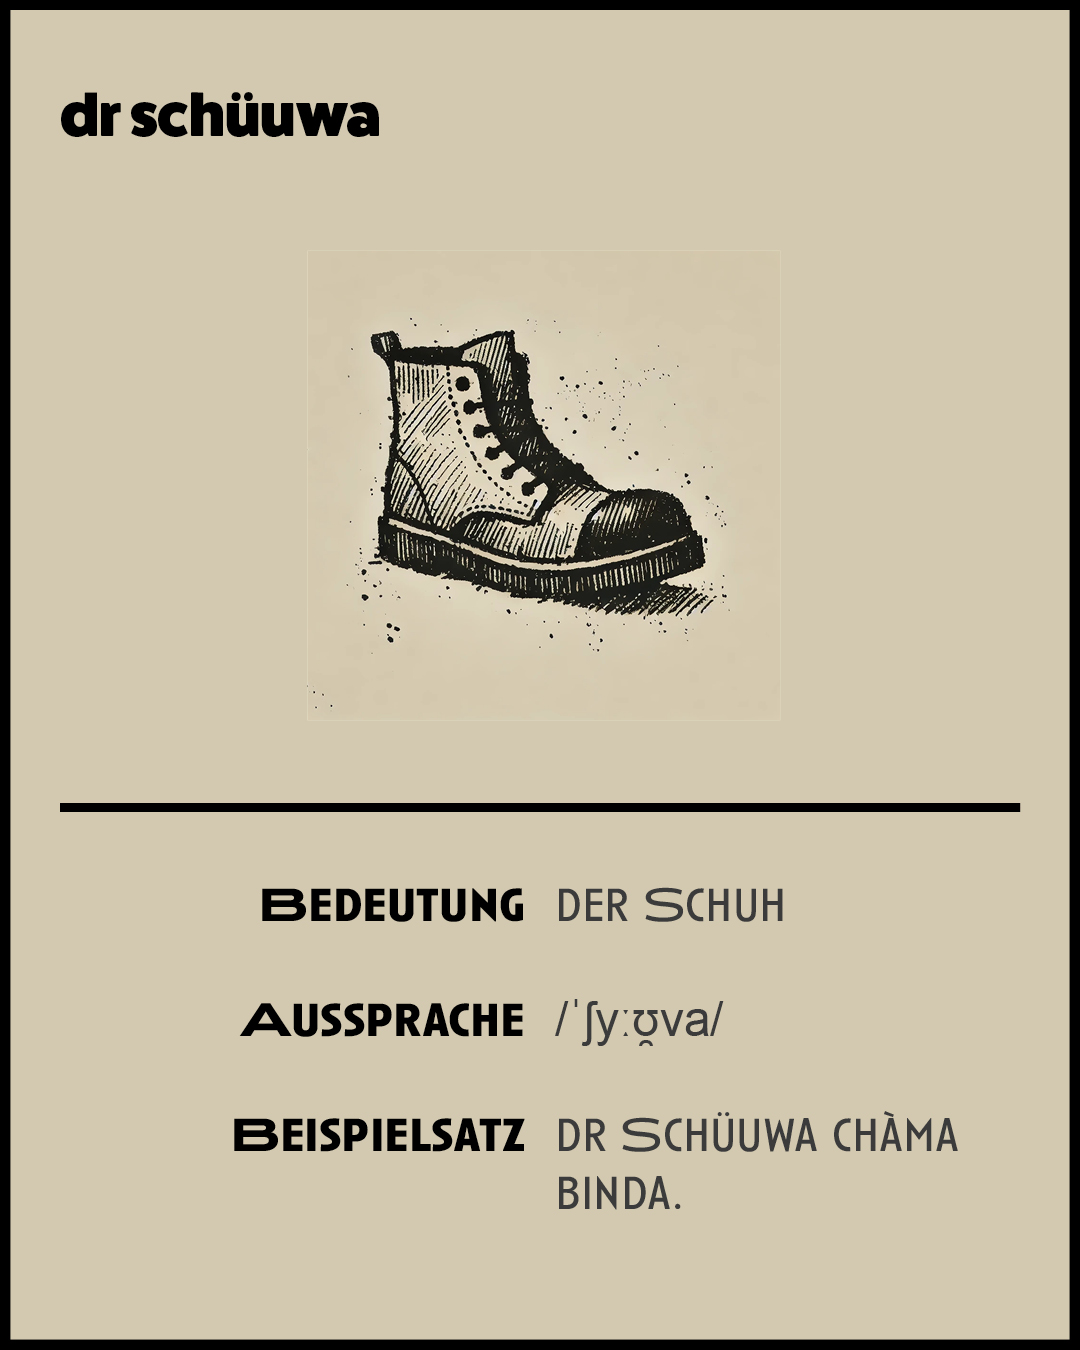 dr schüuwa
Bedeutung der Schuh
Aussprache /ˈʃyːʊ̯va/
Beispielsatz dr Schüuwa chàma
binda.